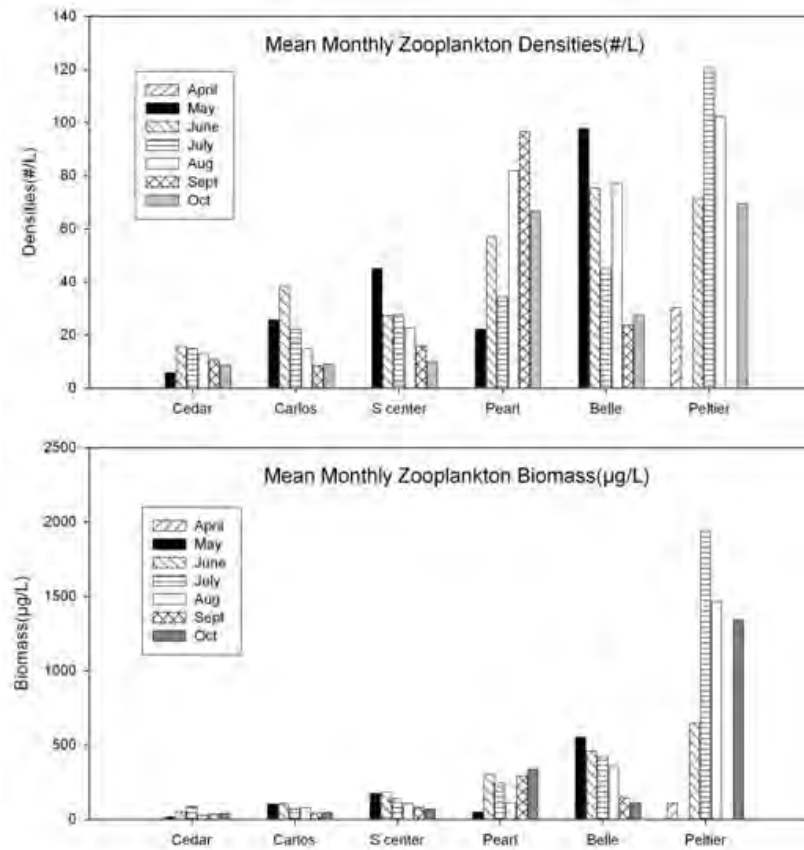 Mean Monthly Zooplankton Densities(#/L)
140
120
100
80
60
40
20
0
Densities(#/L)
April
May
June
July
Aug
Sept
Oct
Cedar
Carlos
S center
Pearl
Belle
Peltier
Mean Monthly Zooplankton Biomass(µg/L)
2500
2000
1500
1000
500
0
Biomass(µg/L)
April
May
June
July
Aug
Sept
Oct
Cedar
Carlos
S center
Pearl
Belle
Peltier